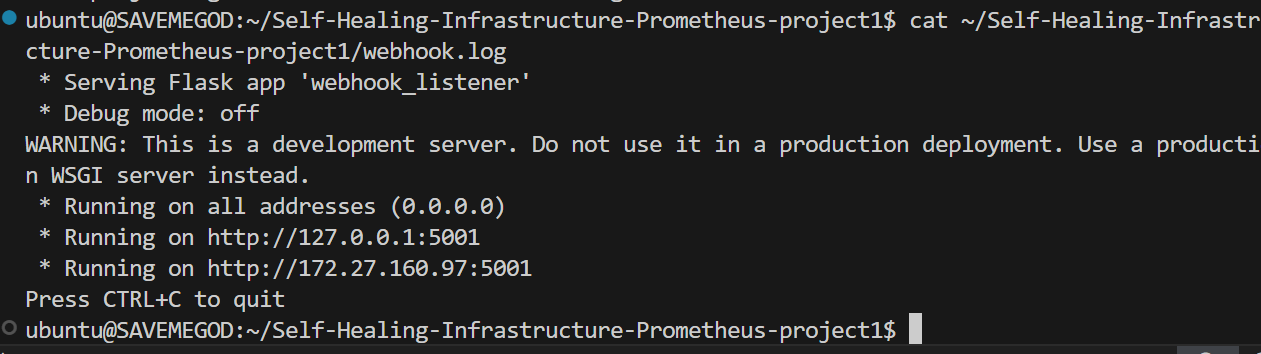 ubuntu@SAVEMEGOD:~/Self-Healing-Infrastructure-Prometheus-project1$ cat ~/Self-Healing-Infrastr
cture-Prometheus-project1/webhook.log
 * Serving Flask app 'webhook_listener'
 * Debug mode: off
WARNING: This is a development server. Do not use it in a production deployment. Use a producti
n WSGI server instead.
 * Running on all addresses (0.0.0.0)
 * Running on http://127.0.0.1:5001
 * Running on http://172.27.160.97:5001
Press CTRL+C to quit
ubuntu@SAVEMEGOD:~/Self-Healing-Infrastructure-Prometheus-project1$